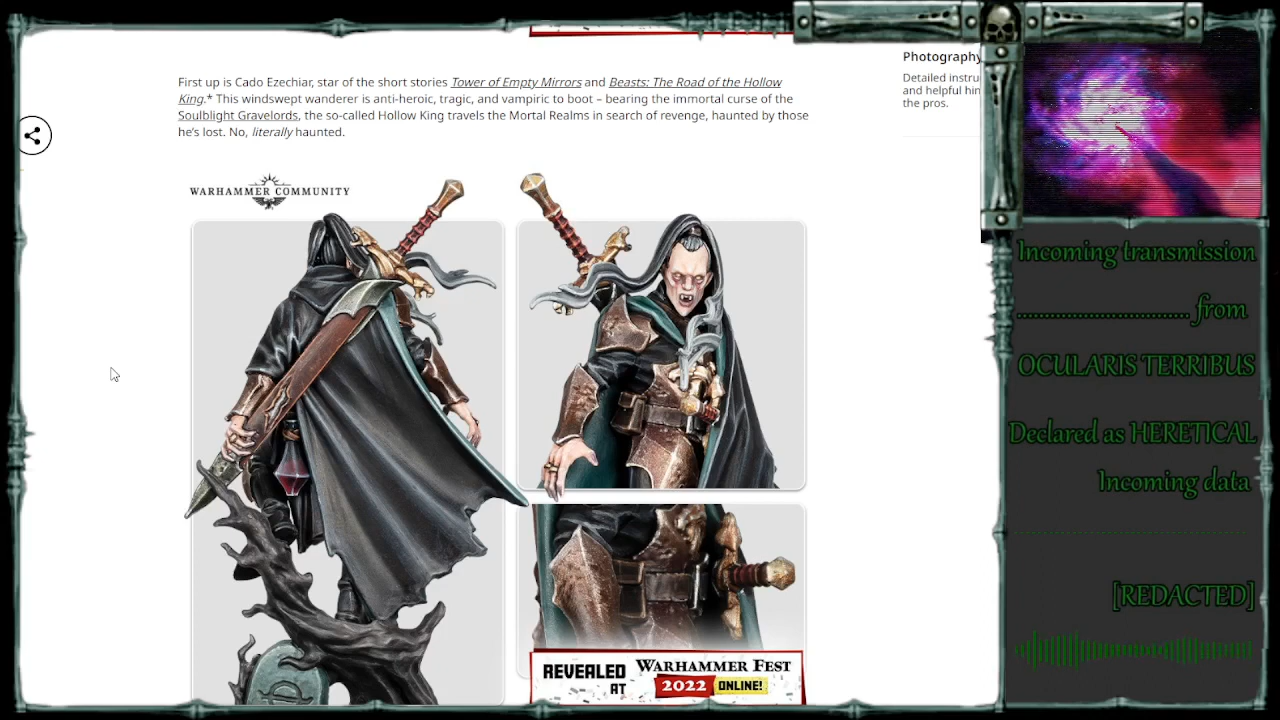 First up is Cado Ezechiar, star of the short stories Tower of Empty Mirrors and Beasts: The Road of the Hollow
King.* This windswept wanderer is anti-heroic, tragic, and vampiric to boot – bearing the immortal curse of the
Soulblight Gravelords, the so-called Hollow King roams the Mortal Realms in search of revenge, haunted by those
he's lost. No, literally haunted.
WARHAMMER COMMUNITY
REVEALED
AT
WARHAMMER FEST
2022 ONLINE!
Photography
Detailed instru
and helpful hin
the pros.
Incoming transmission
.............................. from
OCULARIS TERRIBUS
Declared as HERETICAL
Incoming data
[REDACTED]